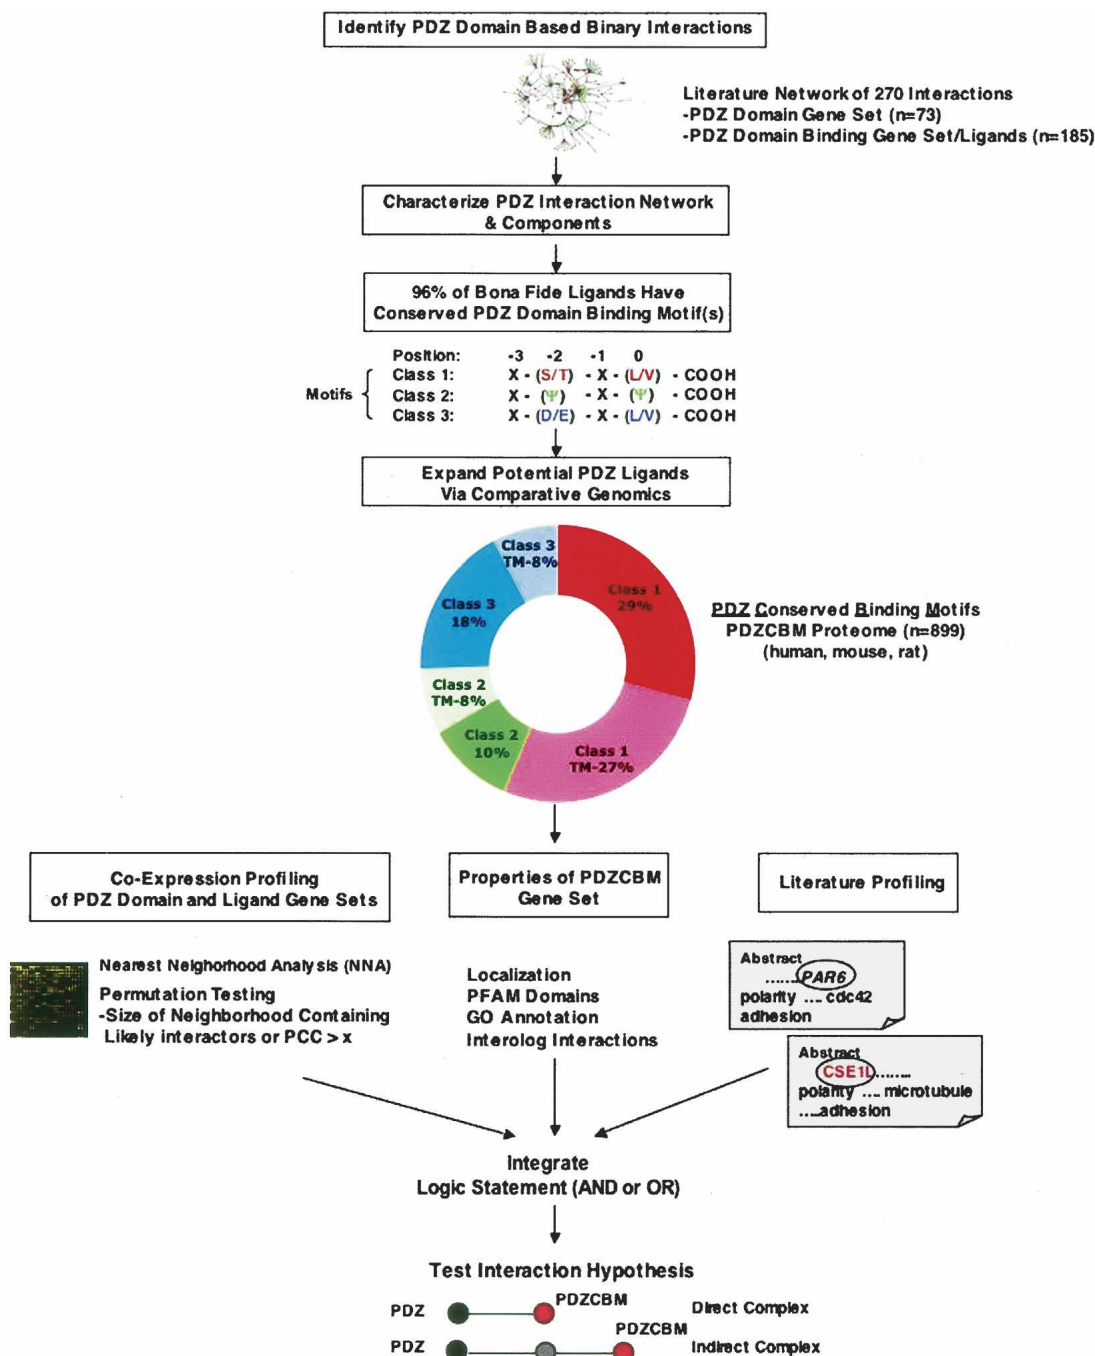 Identify PDZ Domain Based Binary Interactions
Literature Network of 270 Interactions
-PDZ Domain Gene Set (n=73)
-PDZ Domain Binding Gene Set/Ligands (n=185)
Characterize PDZ Interaction Network
& Components
96% of Bona Fide Ligands Have
Conserved PDZ Domain Binding Motif(s)
Position: -3 -2 -1 0
Motifs
Class 1: X - (S/T) - X - (L/V) - COOH
Class 2: X - (Ψ) - X - (Ψ) - COOH
Class 3: X - (D/E) - X - (L/V) - COOH
Expand Potential PDZ Ligands
Via Comparative Genomics
Class 3
TM-8%
Class 1
29%
Class 3
18%
Class 2
TM-8%
Class 2
10%
Class 1
TM-27%
PDZ Conserved Binding Motifs
PDZCBM Proteome (n=899)
(human, mouse, rat)
Co-Expression Profiling
of PDZ Domain and Ligand Gene Sets
Properties of PDZCBM
Gene Set
Literature Profiling
Nearest Neighorhood Analysis (NNA)
Permutation Testing
-Size of Neighborhood Containing
Likely interactors or PCC > x
Localization
PFAM Domains
GO Annotation
Interolog Interactions
Abstract
.......PAR6
polarity .... cdc42
adhesion
Abstract
CSE1L........
polarity .... microtubule
....adhesion
Integrate
Logic Statement (AND or OR)
Test Interaction Hypothesis
PDZ PDZCBM Direct Complex
PDZ PDZCBM Indirect Complex